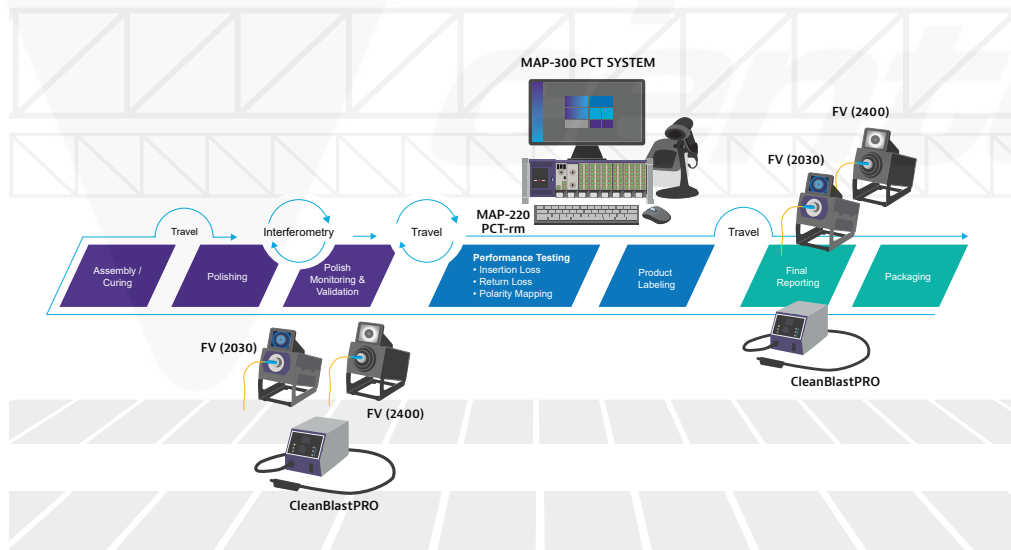 MAP-300 PCT SYSTEM
FV (2400)
FV (2030)
MAP-220
PCT-rm
Travel
Interferometry
Travel
Travel
Assembly /
Curing
Polishing
Polish
Monitoring &
Validation
Performance Testing
• Insertion Loss
• Return Loss
• Polarity Mapping
Product
Labeling
Final
Reporting
Packaging
FV (2030)
FV (2400)
CleanBlastPRO
CleanBlastPRO